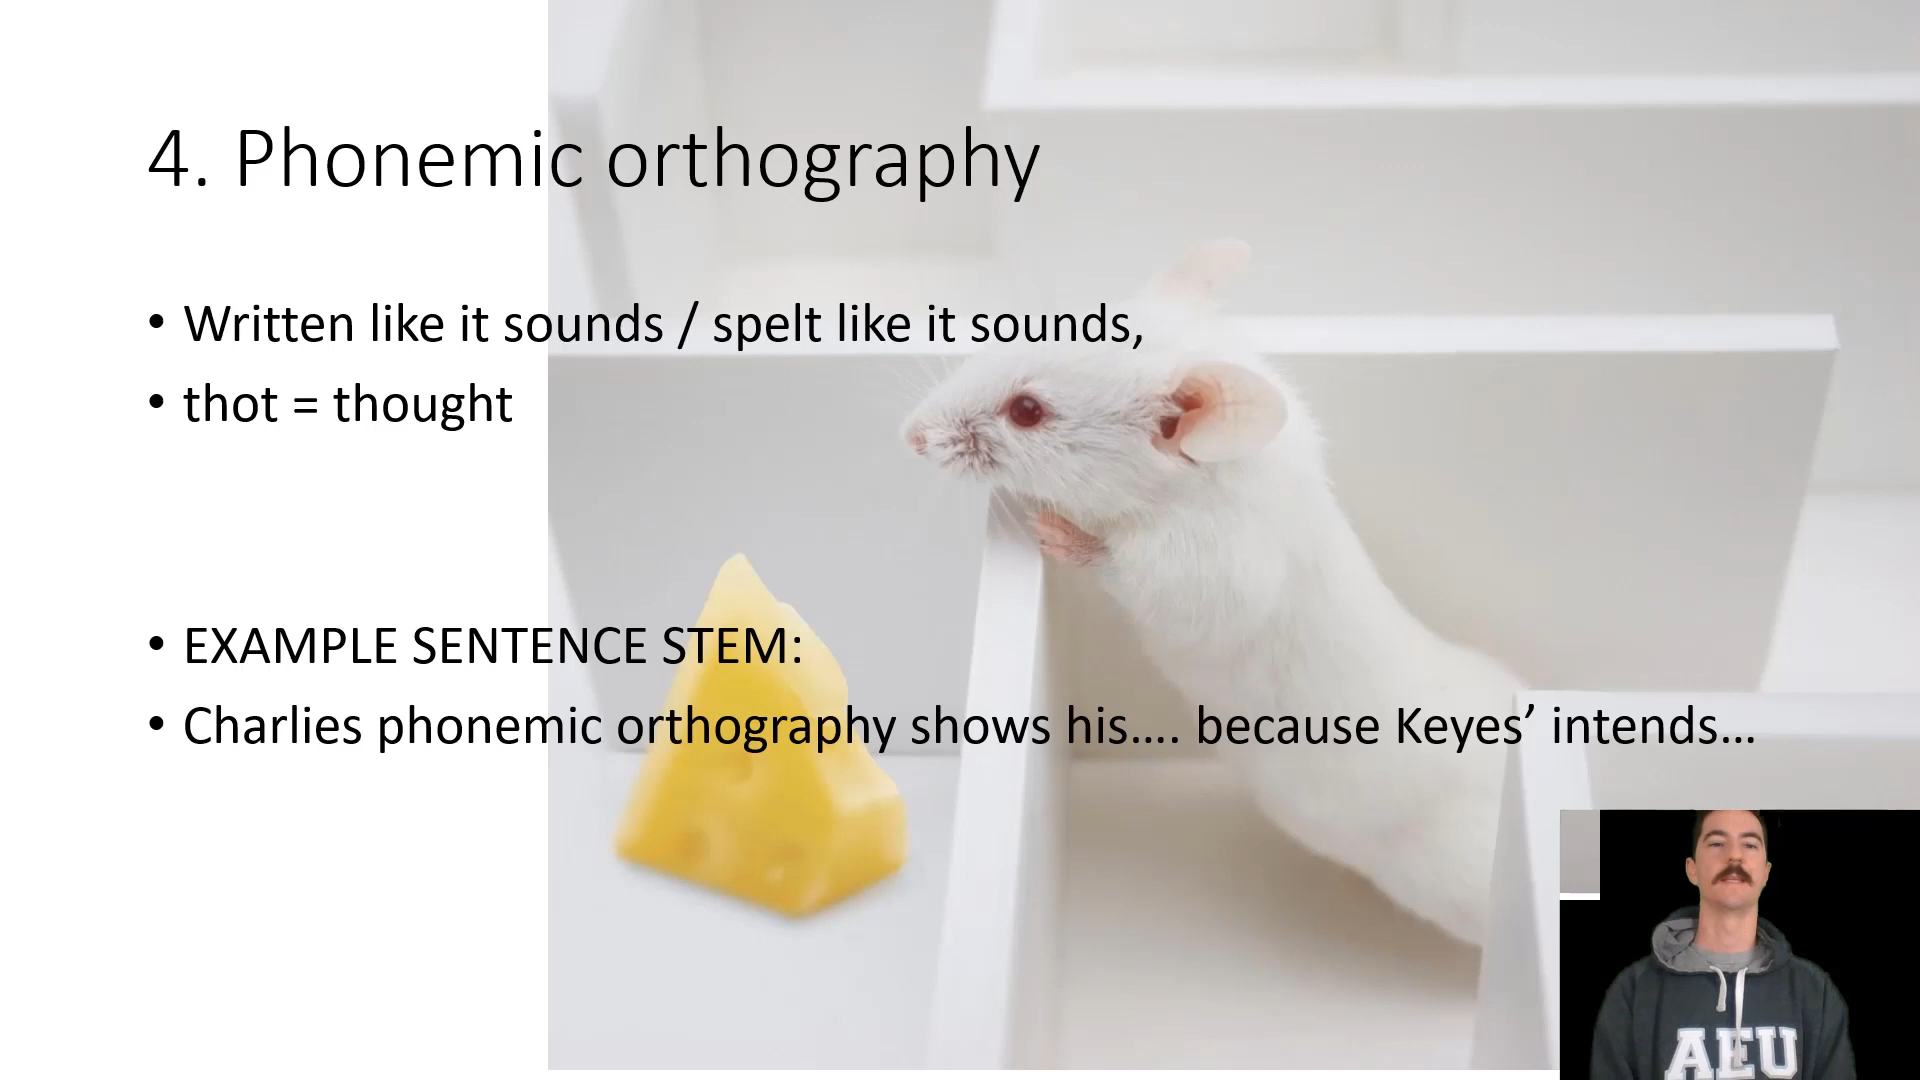 4. Phonemic orthography
• Written like it sounds / spelt like it sounds,
• thot = thought
• EXAMPLE SENTENCE STEM:
• Charlies phonemic orthography shows his.... because Keyes’ intends...
AEU